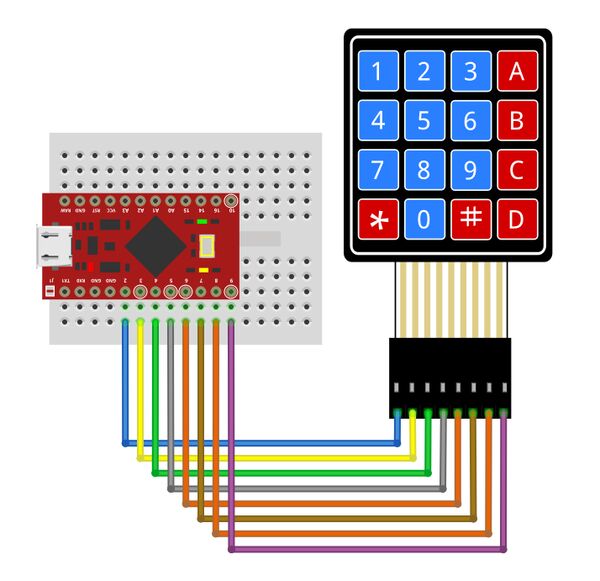 1 2 3 A
4 5 6 B
7 8 9 C
* 0 # D
RAW GND RST VCC A3 A2 A1 A0 15 14 16 10
J1 TX1 RX0 GND GND 2 3 4 5 6 7 8 9